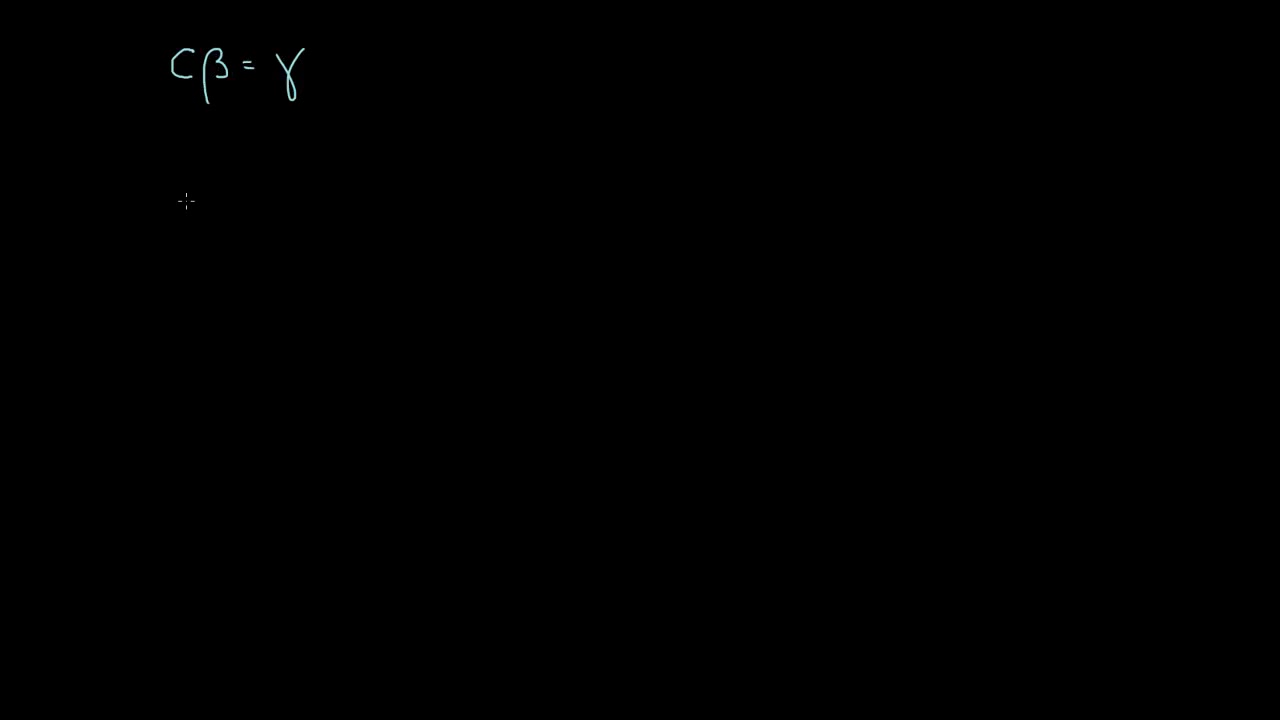 Cβ = γ